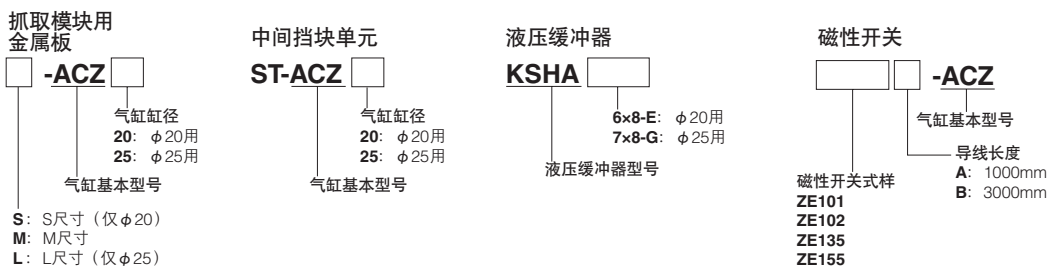 抓取模块用
金属板
-ACZ
气缸缸径
20： φ20用
25： φ25用
气缸基本型号
S： S尺寸（仅φ20）
M： M尺寸
L： L尺寸（仅φ25）
中间挡块单元
ST-ACZ
气缸缸径
20： φ20用
25： φ25用
气缸基本型号
液压缓冲器
KSHA
6×8-E： φ20用
7×8-G： φ25用
液压缓冲器型号
磁性开关
-ACZ
气缸基本型号
导线长度
A： 1000mm
B： 3000mm
磁性开关式样
ZE101
ZE102
ZE135
ZE155